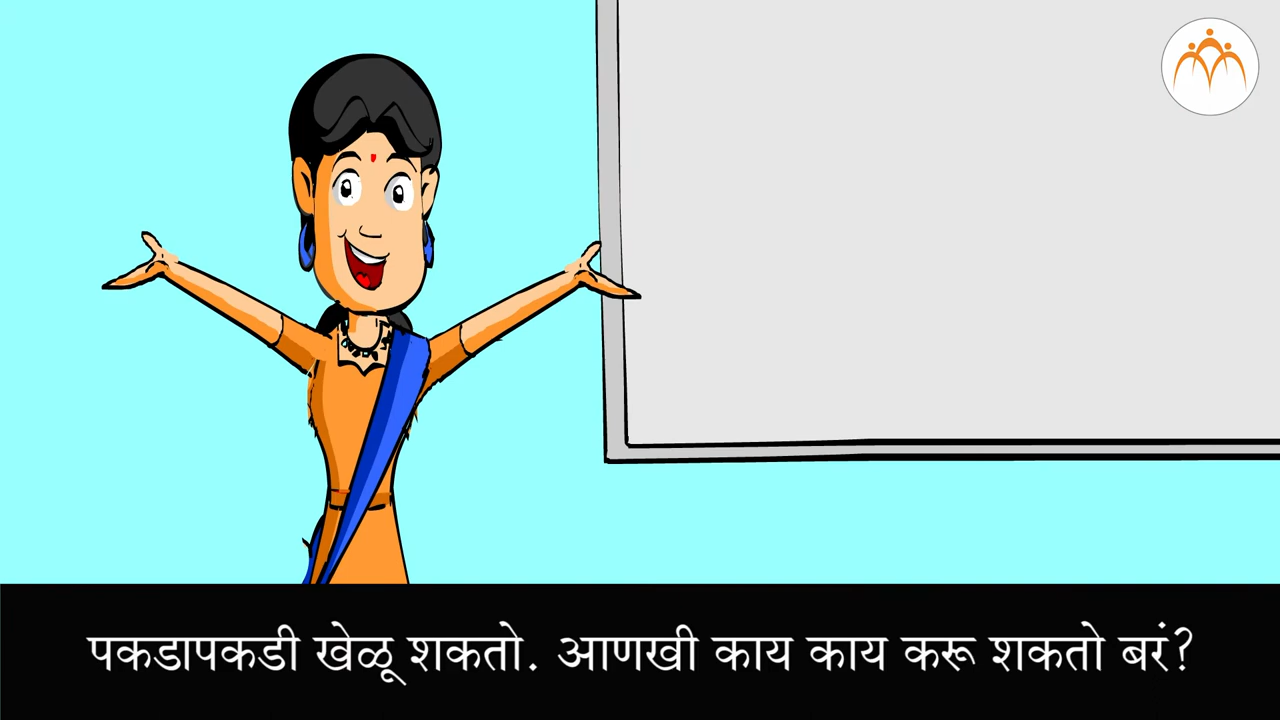 पकडापकडी खेळू शकतो. आणखी काय काय करू शकतो बरं?